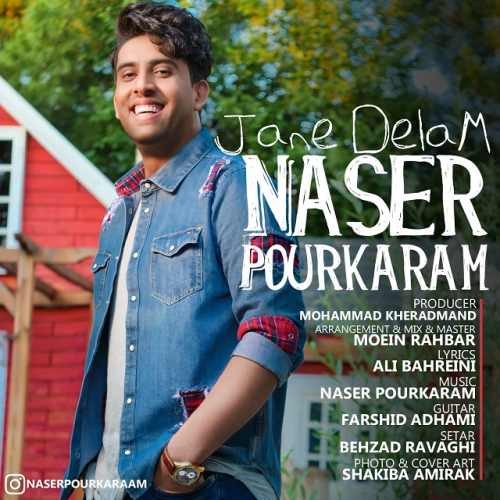 Jane DelaM
NASER
POURKARAM
PRODUCER
MOHAMMAD KHERADMAND
ARRANGEMENT & MIX & MASTER
MOEIN RAHBAR
LYRICS
ALI BAHREINI
MUSIC
NASER POURKARAM
GUITAR
FARSHID ADHAMI
SETAR
BEHZAD RAVAGHI
PHOTO & COVER ART
SHAKIBA AMIRAK
NASERPOURKARAAM